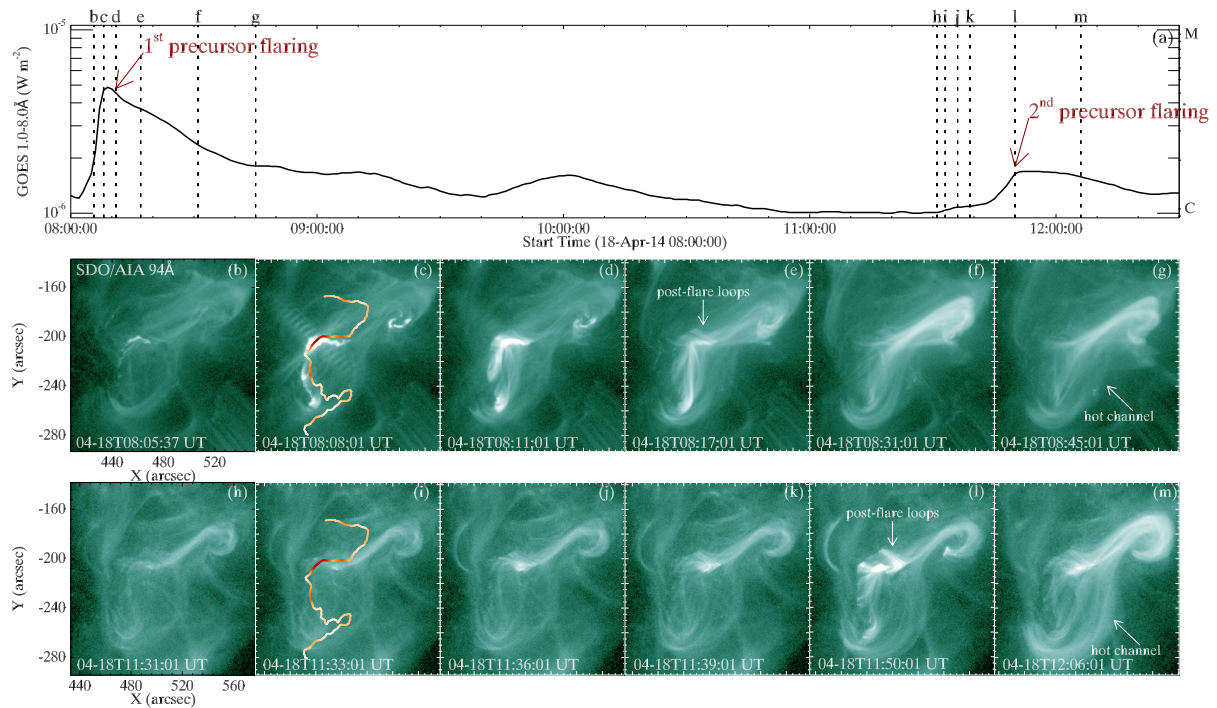 b c d e f g h i j k l m
10⁻⁵
M
(a)
1ˢᵗ precursor flaring
GOES 1.0-8.0Å (W m⁻²)
2ⁿᵈ precursor flaring
10⁻⁶
C
08:00:00 09:00:00 10:00:00 11:00:00 12:00:00
Start Time (18-Apr-14 08:00:00)
SDO/AIA 94Å (b) (c) (d) (e) (f) (g)
-160
post-flare loops
-200
Y (arcsec)
-240
hot channel
-280
04-18T08:05:37 UT 04-18T08:08:01 UT 04-18T08:11:01 UT 04-18T08:17:01 UT 04-18T08:31:01 UT 04-18T08:45:01 UT
440 480 520
X (arcsec)
(h) (i) (j) (k) (l) (m)
-160
post-flare loops
-200
Y (arcsec)
-240
hot channel
-280
04-18T11:31:01 UT 04-18T11:33:01 UT 04-18T11:36:01 UT 04-18T11:39:01 UT 04-18T11:50:01 UT 04-18T12:06:01 UT
440 480 520 560
X (arcsec)